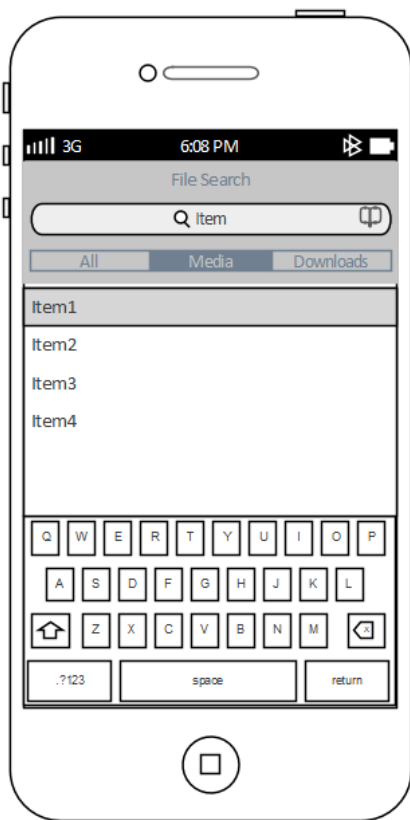 3G 6:08 PM
File Search
Item
All Media Downloads
Item1
Item2
Item3
Item4
Q W E R T Y U I O P
A S D F G H J K L
Z X C V B N M X
.?123 space return